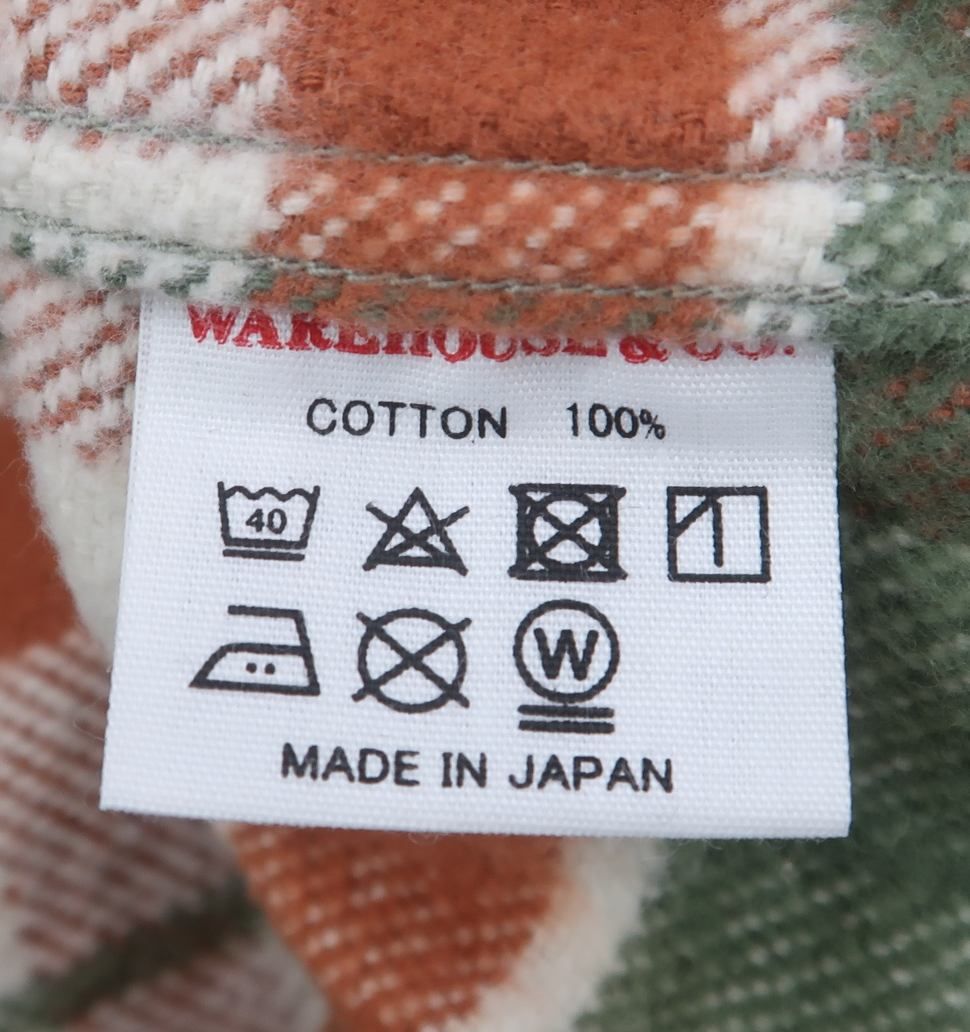 WAREHOUSE & CO.
COTTON 100%
40
W
MADE IN JAPAN